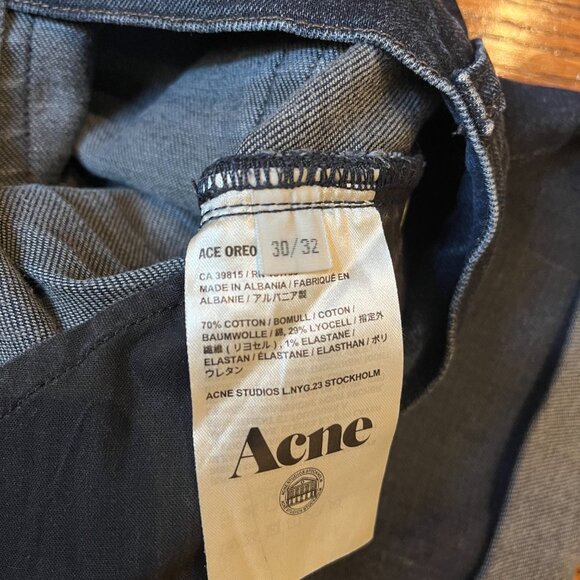 ACE OREO 30/32
CA 39815 /
MADE IN ALBANIA / FABRIQUÉ EN
ALBANIE / アルバニア製
70% COTTON / BOMULL / COTON /
BAUMWOLLE / 綿, 29% LYOCELL / 指定外
繊維 ( リヨセル ) , 1% ELASTANE /
ELASTAN / ÉLASTANE / ELASTHAN / ポリ
ウレタン
ACNE STUDIOS L.NYG.23 STOCKHOLM
Acne